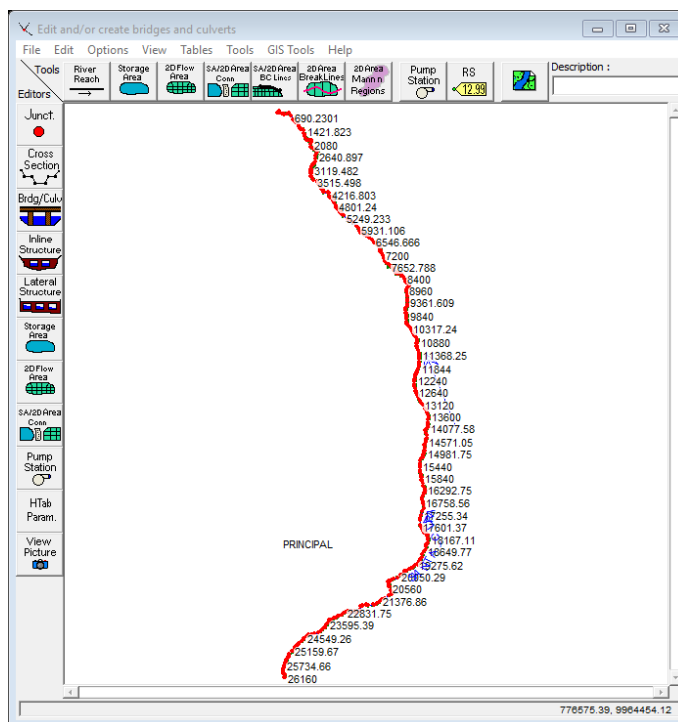 Edit and/or create bridges and culverts
File Edit Options View Tables Tools GIS Tools Help
Tools
Editors
River
Reach
Storage
Area
2D Flow
Area
SA/2D Area
Conn
SA/2D Area
BC Lines
2D Area
BreakLines
2D Area
Mann n
Regions
Pump
Station
RS
12.99
Description :
Junct.
Cross
Section
Brdg/Culv
Inline
Structure
Lateral
Structure
Storage
Area
2D Flow
Area
SA/2D Area
Conn
Pump
Station
HTab
Param.
View
Picture
690.2301
1421.823
2080
2640.897
3119.482
3515.498
4216.803
4801.24
5249.233
5931.106
6546.666
7200
7652.788
8400
8960
9361.609
9840
10317.24
10880
11368.25
11844
12240
12640
13120
13600
14077.58
14571.05
14981.75
15440
15840
16292.75
16758.56
17255.34
17601.37
18167.11
18649.77
19275.62
PRINCIPAL
20560
21376.86
22831.75
23595.39
24549.26
25159.67
25734.66
26160
776575.39, 9964454.12